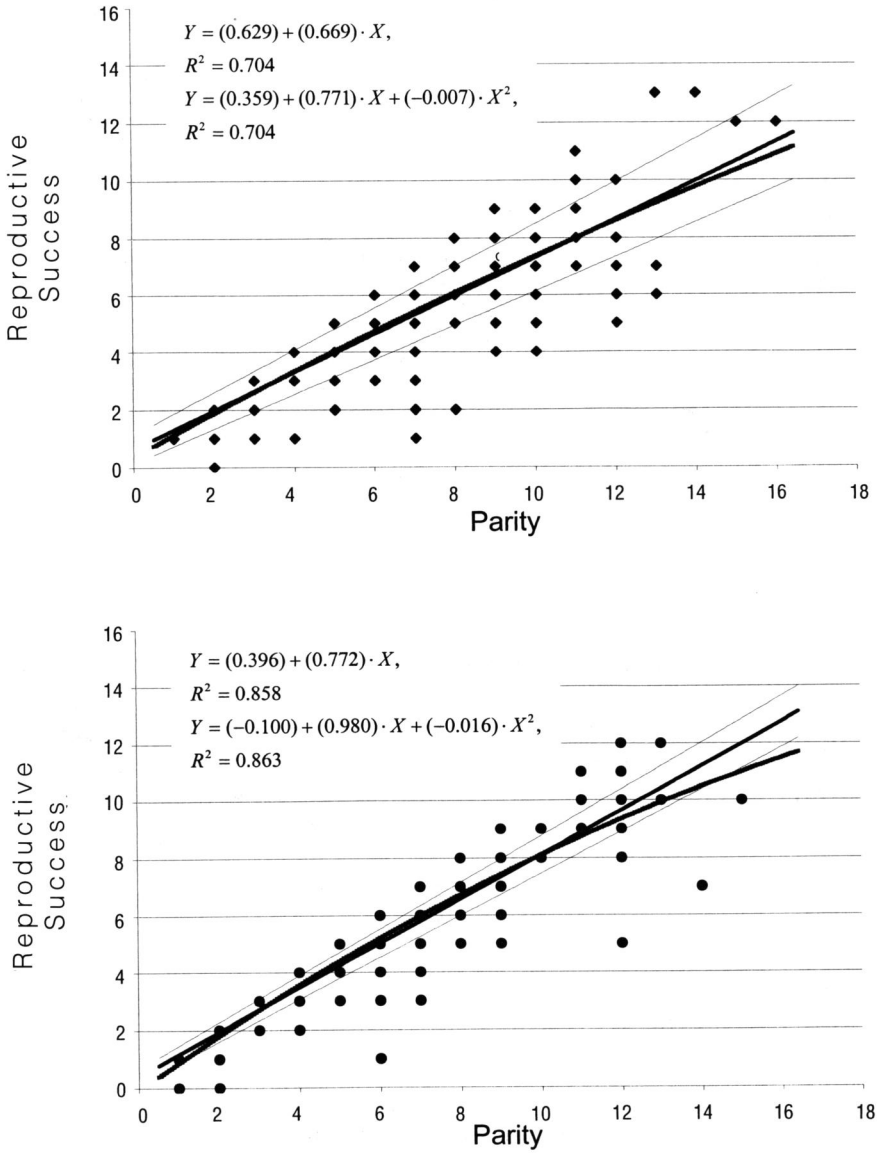 16
14
12
10
8
6
4
2
0
Reproductive
Success
Y = (0.629) + (0.669) · X,
R² = 0.704
Y = (0.359) + (0.771) · X + (−0.007) · X²,
R² = 0.704
0 2 4 6 8 10 12 14 16 18
Parity
16
14
12
10
8
6
4
2
0
Reproductive
Success
Y = (0.396) + (0.772) · X,
R² = 0.858
Y = (−0.100) + (0.980) · X + (−0.016) · X²,
R² = 0.863
0 2 4 6 8 10 12 14 16 18
Parity